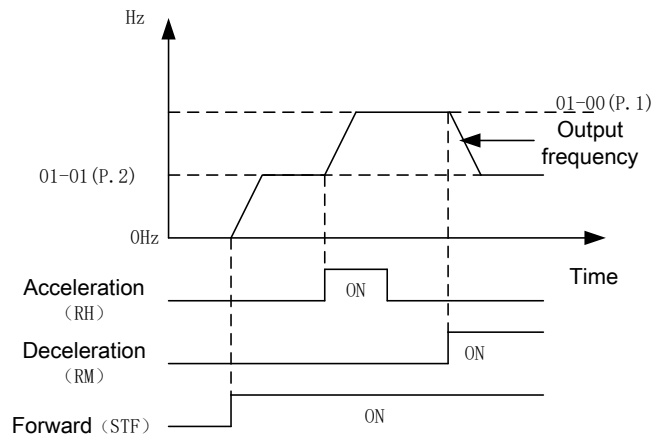 Hz
01-00(P.1)
Output
frequency
01-01(P.2)
0Hz
Time
Acceleration
（RH）
ON
Deceleration
（RM）
ON
Forward（STF）
ON